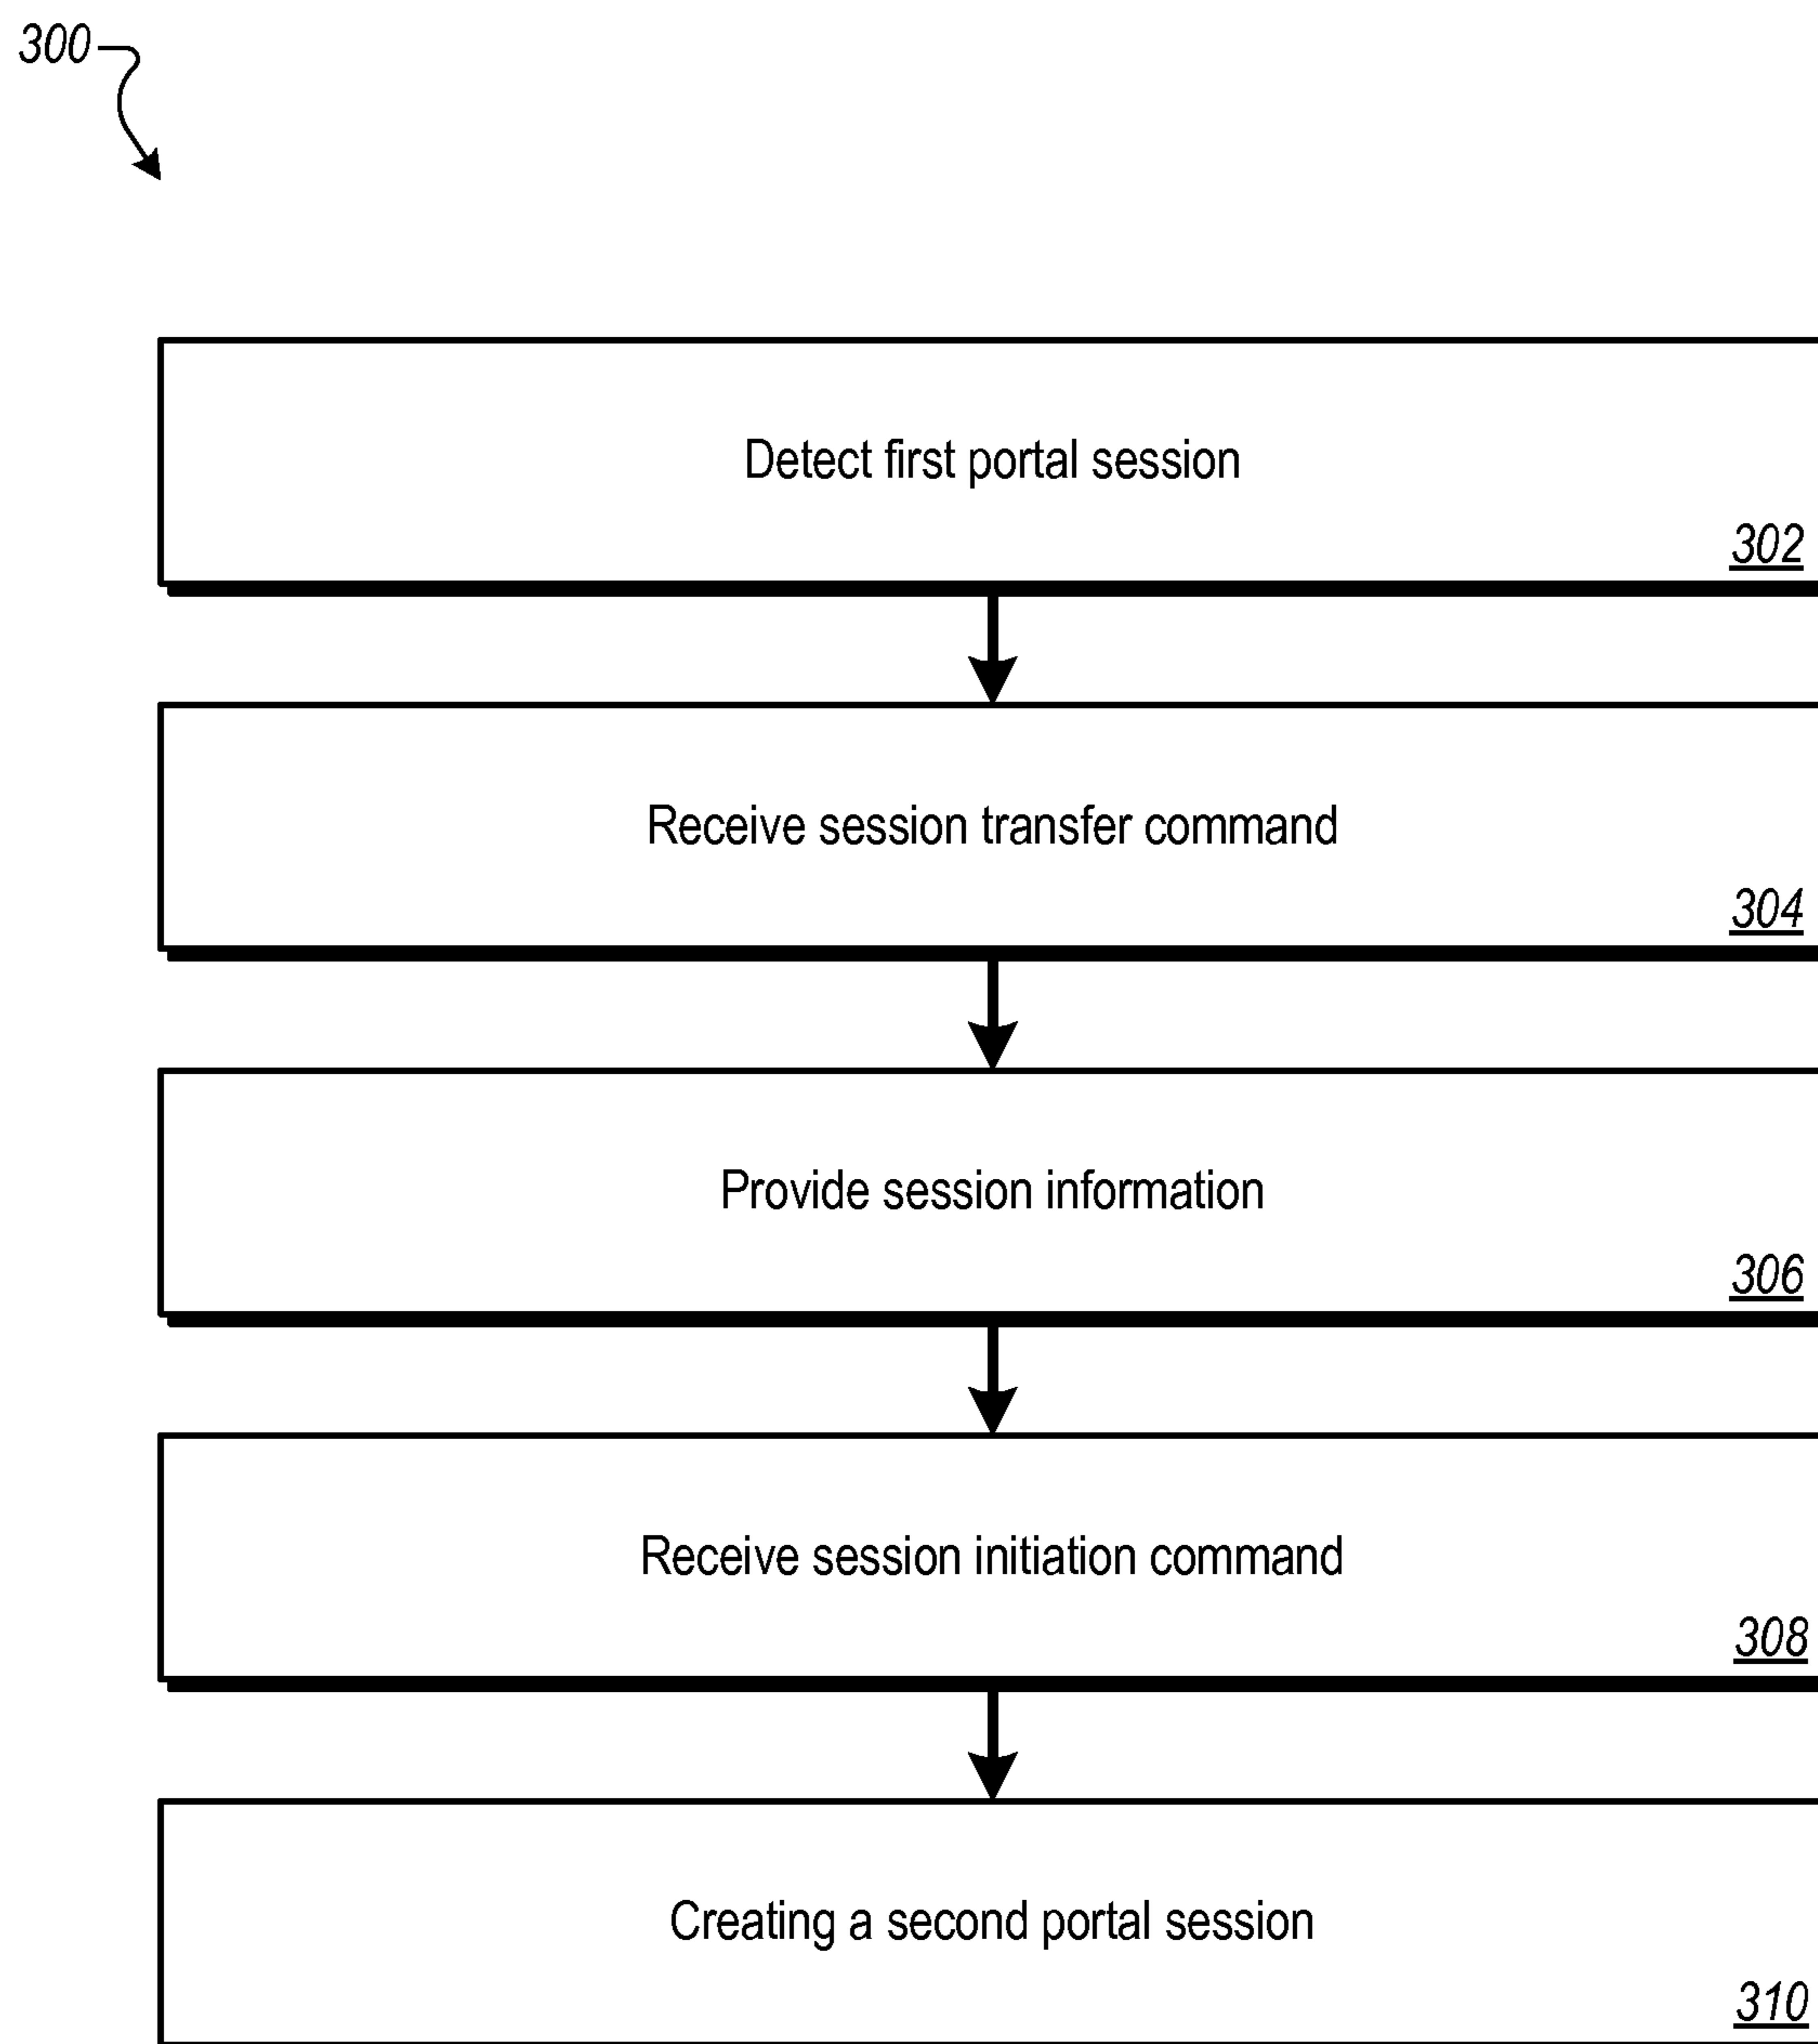 300
Detect first portal session
302
Receive session transfer command
304
Provide session information
306
Receive session initiation command
308
Creating a second portal session
310